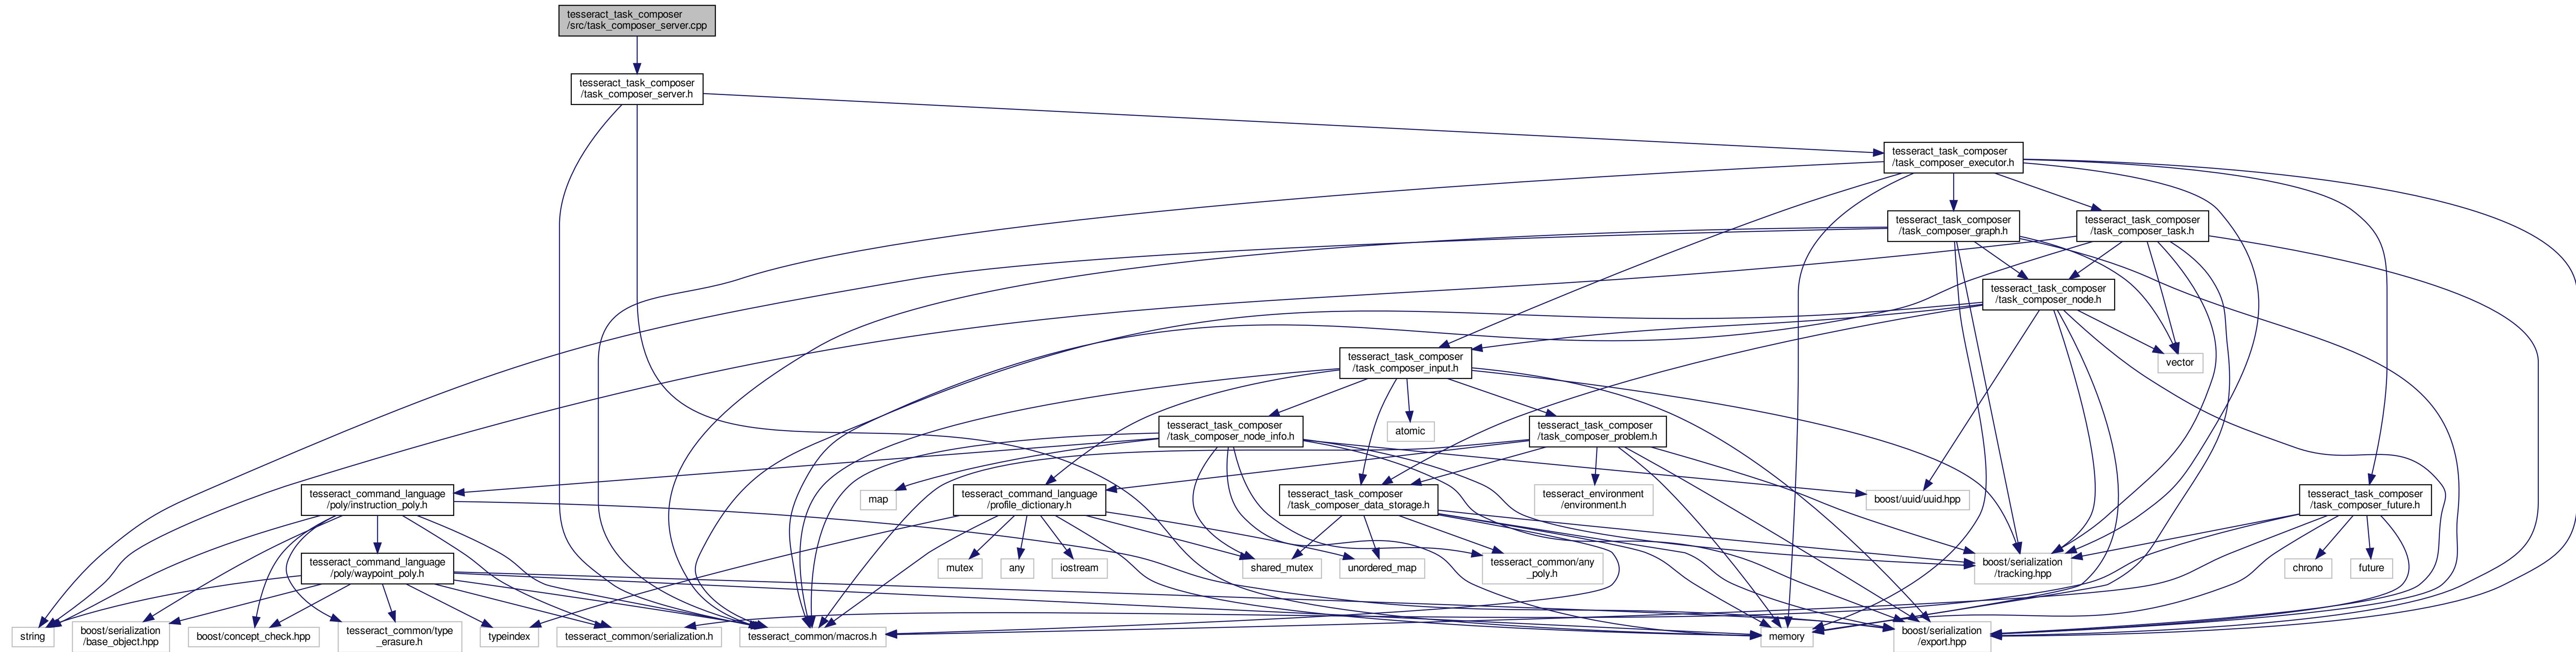 tesseract_task_composer
/src/task_composer_server.cpp
tesseract_task_composer
/task_composer_server.h
tesseract_task_composer
/task_composer_executor.h
tesseract_task_composer
/task_composer_graph.h
tesseract_task_composer
/task_composer_task.h
tesseract_task_composer
/task_composer_node.h
tesseract_task_composer
/task_composer_input.h
vector
tesseract_task_composer
/task_composer_node_info.h
atomic
tesseract_task_composer
/task_composer_problem.h
tesseract_command_language
/poly/instruction_poly.h
map
tesseract_command_language
/profile_dictionary.h
tesseract_task_composer
/task_composer_data_storage.h
tesseract_environment
/environment.h
boost/uuid/uuid.hpp
tesseract_task_composer
/task_composer_future.h
tesseract_command_language
/poly/waypoint_poly.h
mutex
any
iostream
shared_mutex
unordered_map
tesseract_common/any
_poly.h
boost/serialization
/tracking.hpp
chrono
future
string
boost/serialization
/base_object.hpp
boost/concept_check.hpp
tesseract_common/type
_erasure.h
typeindex
tesseract_common/serialization.h
tesseract_common/macros.h
memory
boost/serialization
/export.hpp